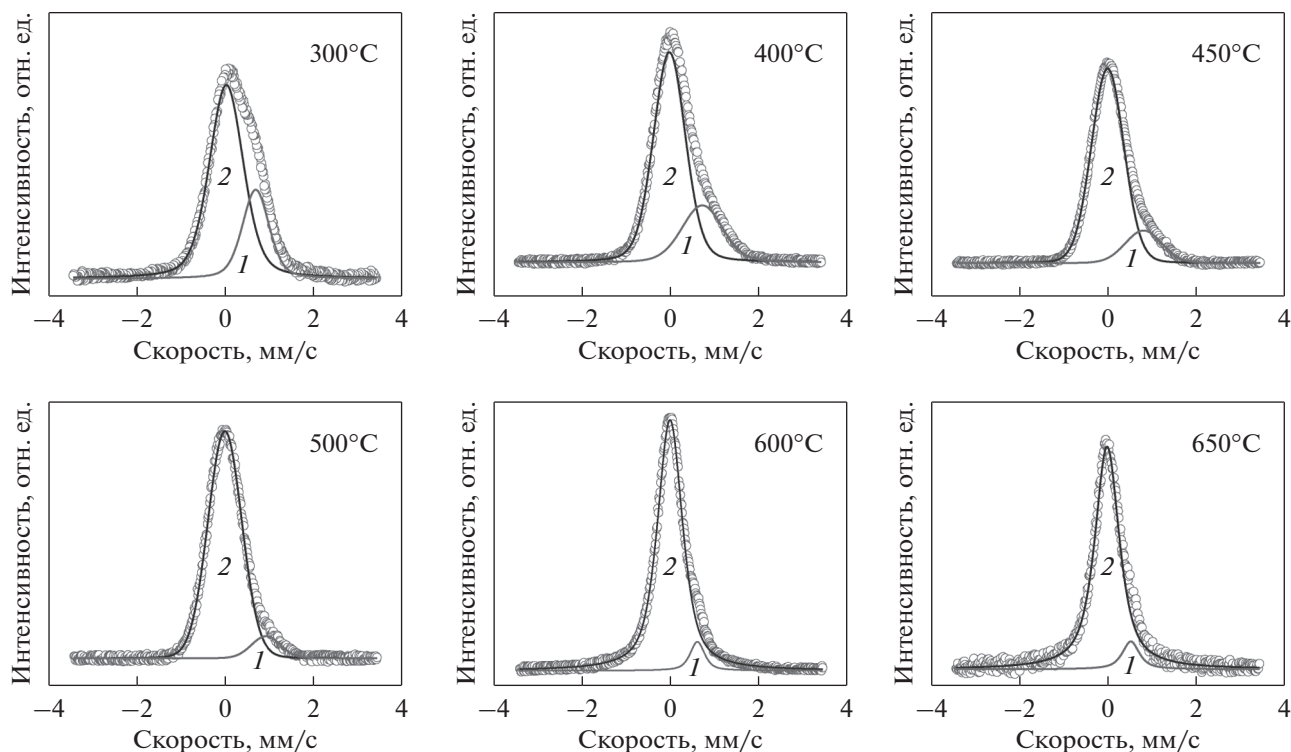 Интенсивность, отн. ед.
300°C
2
1
−4 −2 0 2 4
Скорость, мм/с
Интенсивность, отн. ед.
400°C
2
1
−4 −2 0 2 4
Скорость, мм/с
Интенсивность, отн. ед.
450°C
2
1
−4 −2 0 2 4
Скорость, мм/с
Интенсивность, отн. ед.
500°C
2
1
−4 −2 0 2 4
Скорость, мм/с
Интенсивность, отн. ед.
600°C
2
1
−4 −2 0 2 4
Скорость, мм/с
Интенсивность, отн. ед.
650°C
2
1
−4 −2 0 2 4
Скорость, мм/с